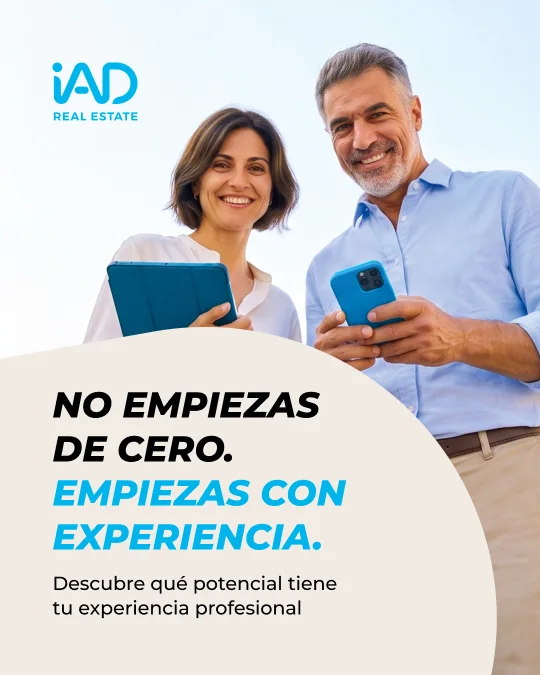 iAD
REAL ESTATE
NO EMPIEZAS
DE CERO.
EMPIEZAS CON
EXPERIENCIA.
Descubre qué potencial tiene
tu experiencia profesional